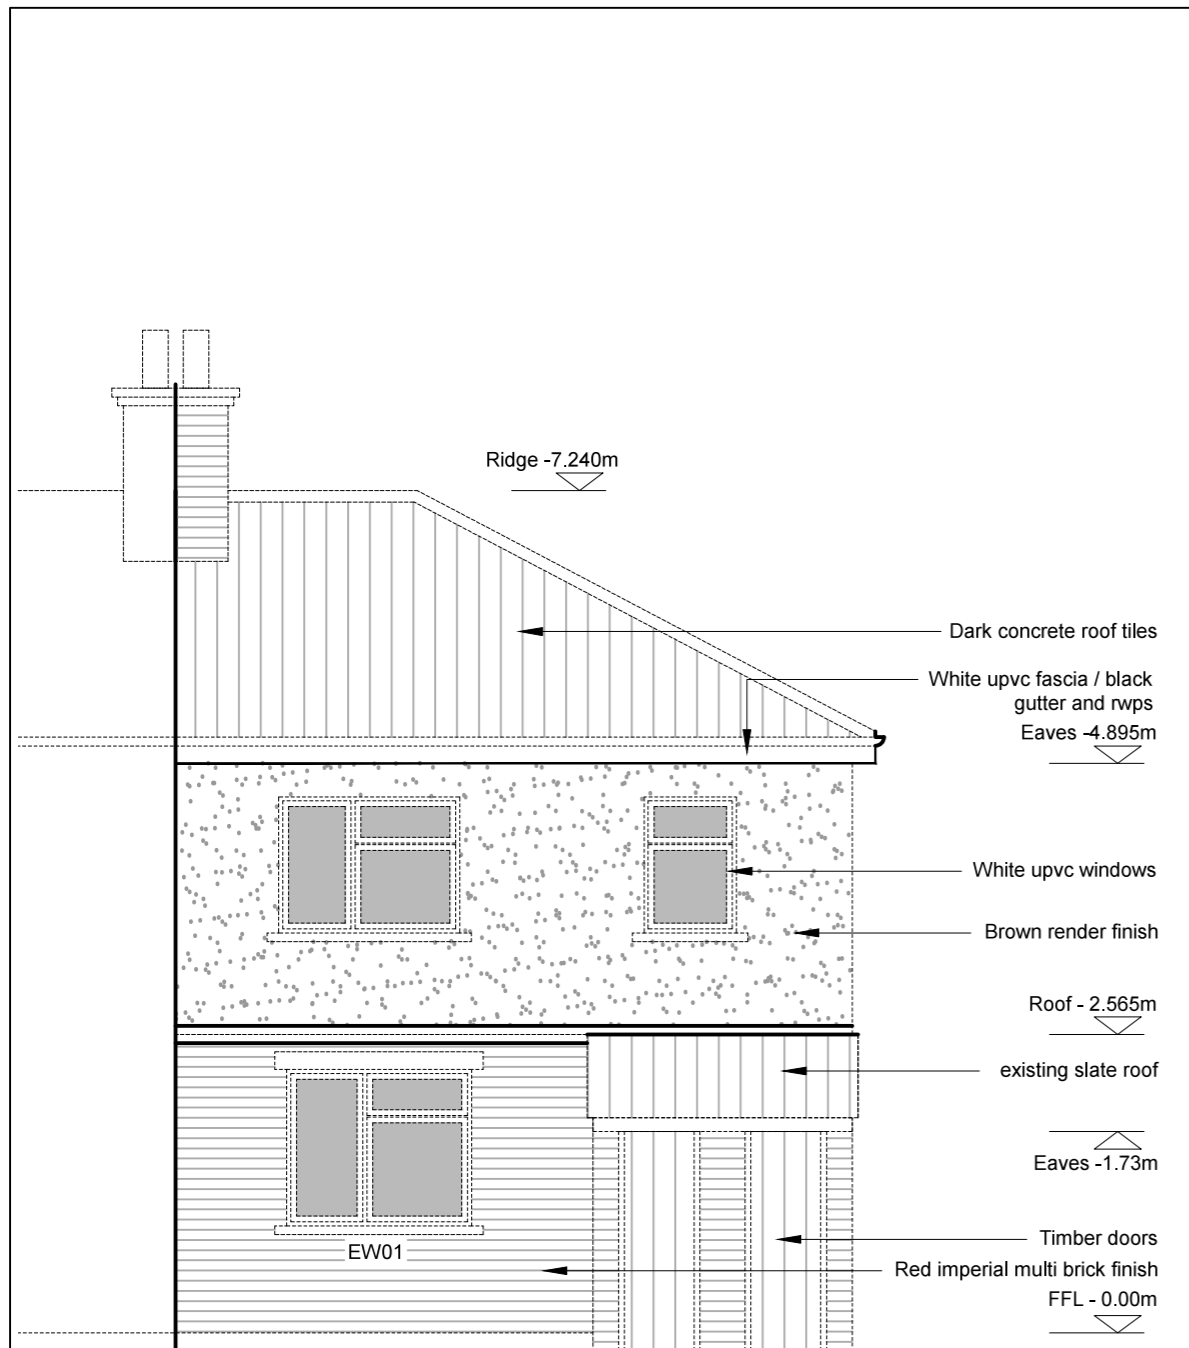 Ridge -7.240m
Dark concrete roof tiles
White upvc fascia / black
gutter and rwps
Eaves -4.895m
White upvc windows
Brown render finish
Roof - 2.565m
existing slate roof
Eaves -1.73m
Timber doors
EW01
Red imperial multi brick finish
FFL - 0.00m